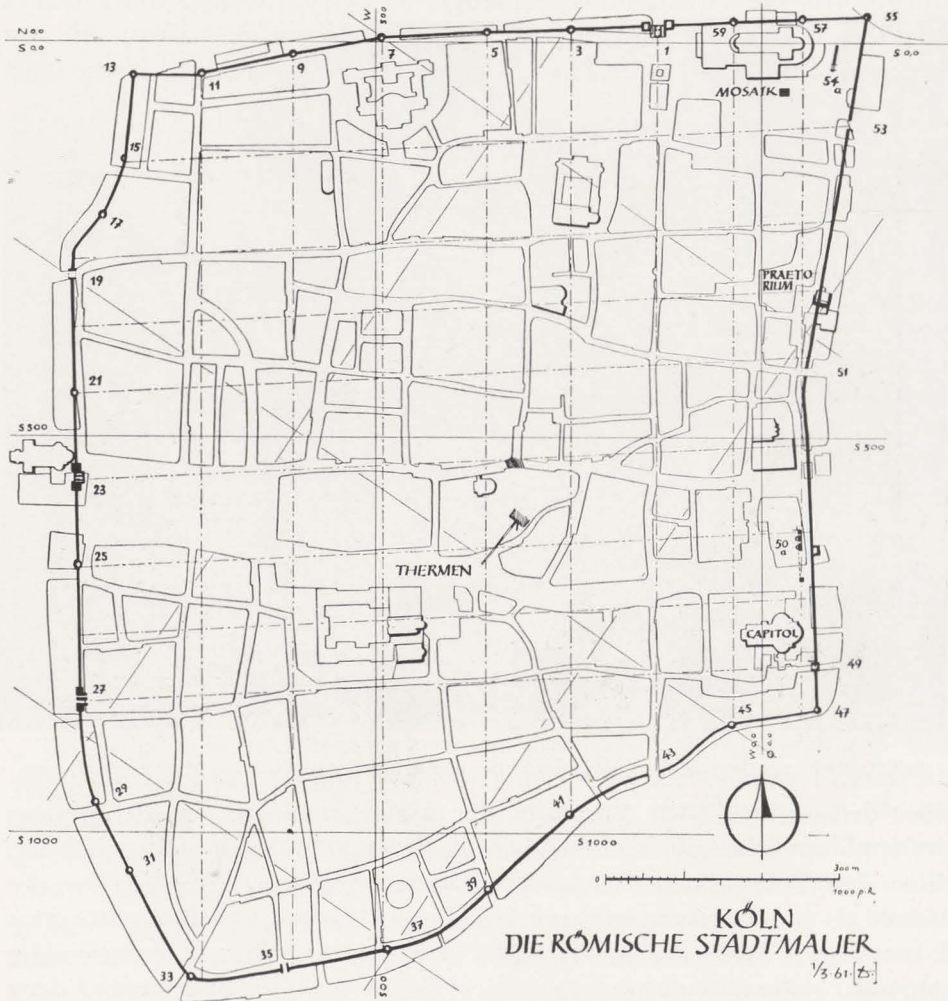 N 0,0
S 0,0
W
500
13
11
9
7
5
3
1
59
57
55
S 0,0
54
a
MOSAIK
53
15
17
19
PRAETO
RIUM
21
51
S 500
S 500
23
25
THERMEN
50
a
CAPITOL
49
27
47
45
W 0,0
O 0,0
43
29
41
S 1000
S 1000
31
39
0
300 m
1000 p.R.
37
35
33
500
KÖLN
DIE RÖMISCHE STADTMAUER
1/3·61·